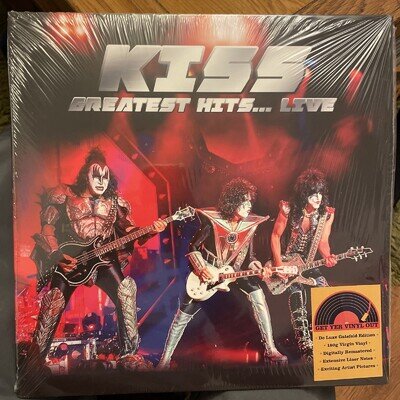 KISS
GREATEST HITS... LIVE
GET YER VINYL OUT
- De Luxe Gatefold Edition -
- 180g Virgin Vinyl -
- Digitally Remastered -
- Extensive Liner Notes -
- Exciting Artist Pictures -